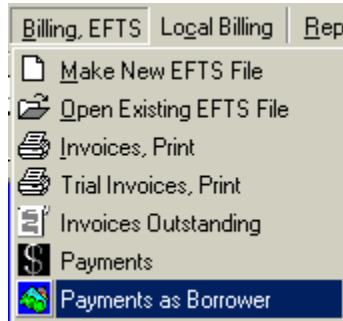 Billing, EFTS Local Billing Rep
Make New EFTS File
Open Existing EFTS File
Invoices, Print
Trial Invoices, Print
Invoices Outstanding
Payments
Payments as Borrower